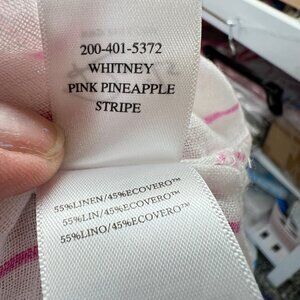 200-401-5372
WHITNEY
PINK PINEAPPLE
STRIPE
55%LINEN/45%ECOVERO™
55%LIN/45%ECOVERO™
55%LINO/45%ECOVERO™